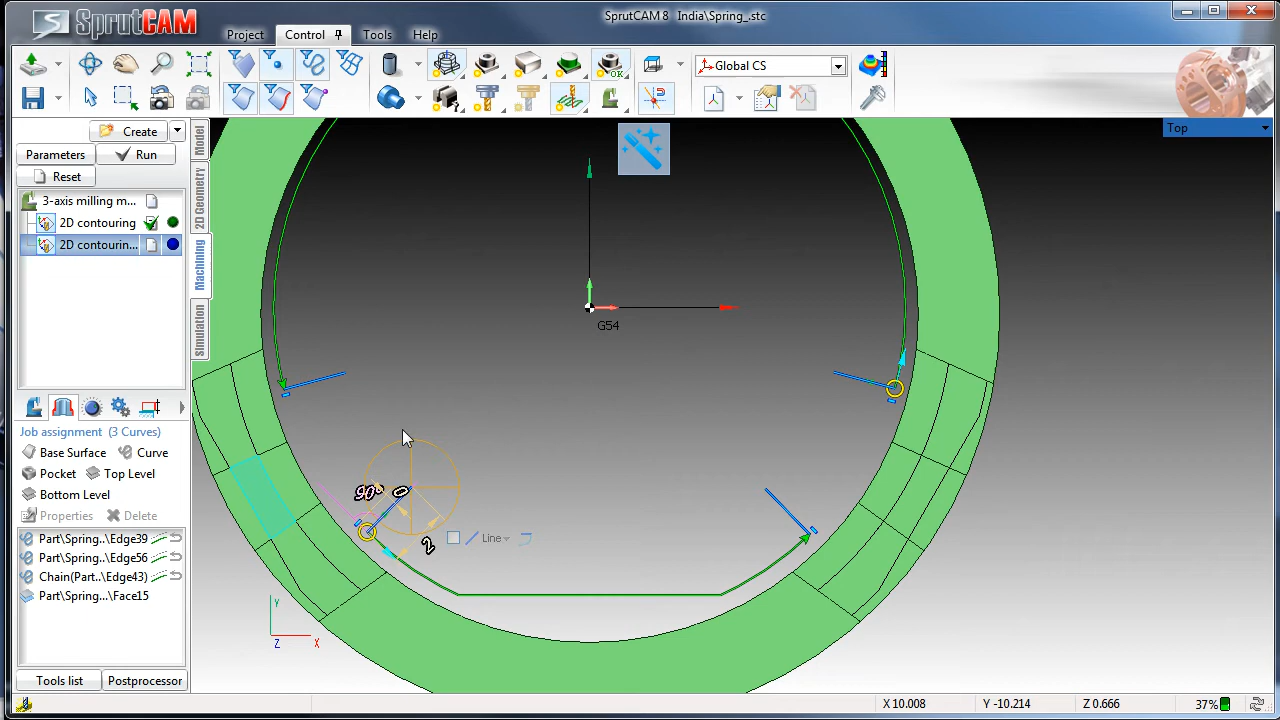 SprutCAM
SprutCAM 8   India\Spring_.stc
Project Control Tools Help
Global CS
Create
Parameters Run
Reset
3-axis milling m...
2D contouring
2D contourin...
Model
2D Geometry
Machining
Simulation
Job assignment (3 Curves)
Base Surface Curve
Pocket Top Level
Bottom Level
Properties Delete
Part\Spring..\Edge39
Part\Spring..\Edge56
Chain(Part..\Edge43)
Part\Spring...\Face15
Tools list Postprocessor
Top
G54
90° 0
2
Line
Y
Z X
X 10.008 Y -10.214 Z 0.666 37%